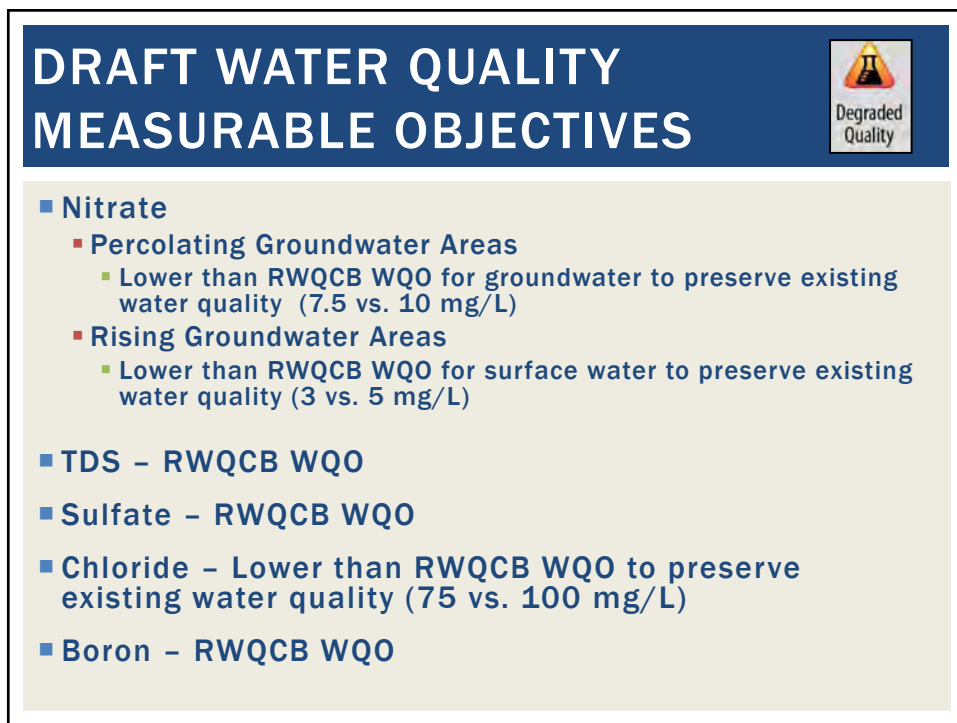 DRAFT WATER QUALITY
MEASURABLE OBJECTIVES
Degraded
Quality
Nitrate
Percolating Groundwater Areas
Lower than RWQCB WQO for groundwater to preserve existing
water quality (7.5 vs. 10 mg/L)
Rising Groundwater Areas
Lower than RWQCB WQO for surface water to preserve existing
water quality (3 vs. 5 mg/L)
TDS – RWQCB WQO
Sulfate – RWQCB WQO
Chloride – Lower than RWQCB WQO to preserve
existing water quality (75 vs. 100 mg/L)
Boron – RWQCB WQO